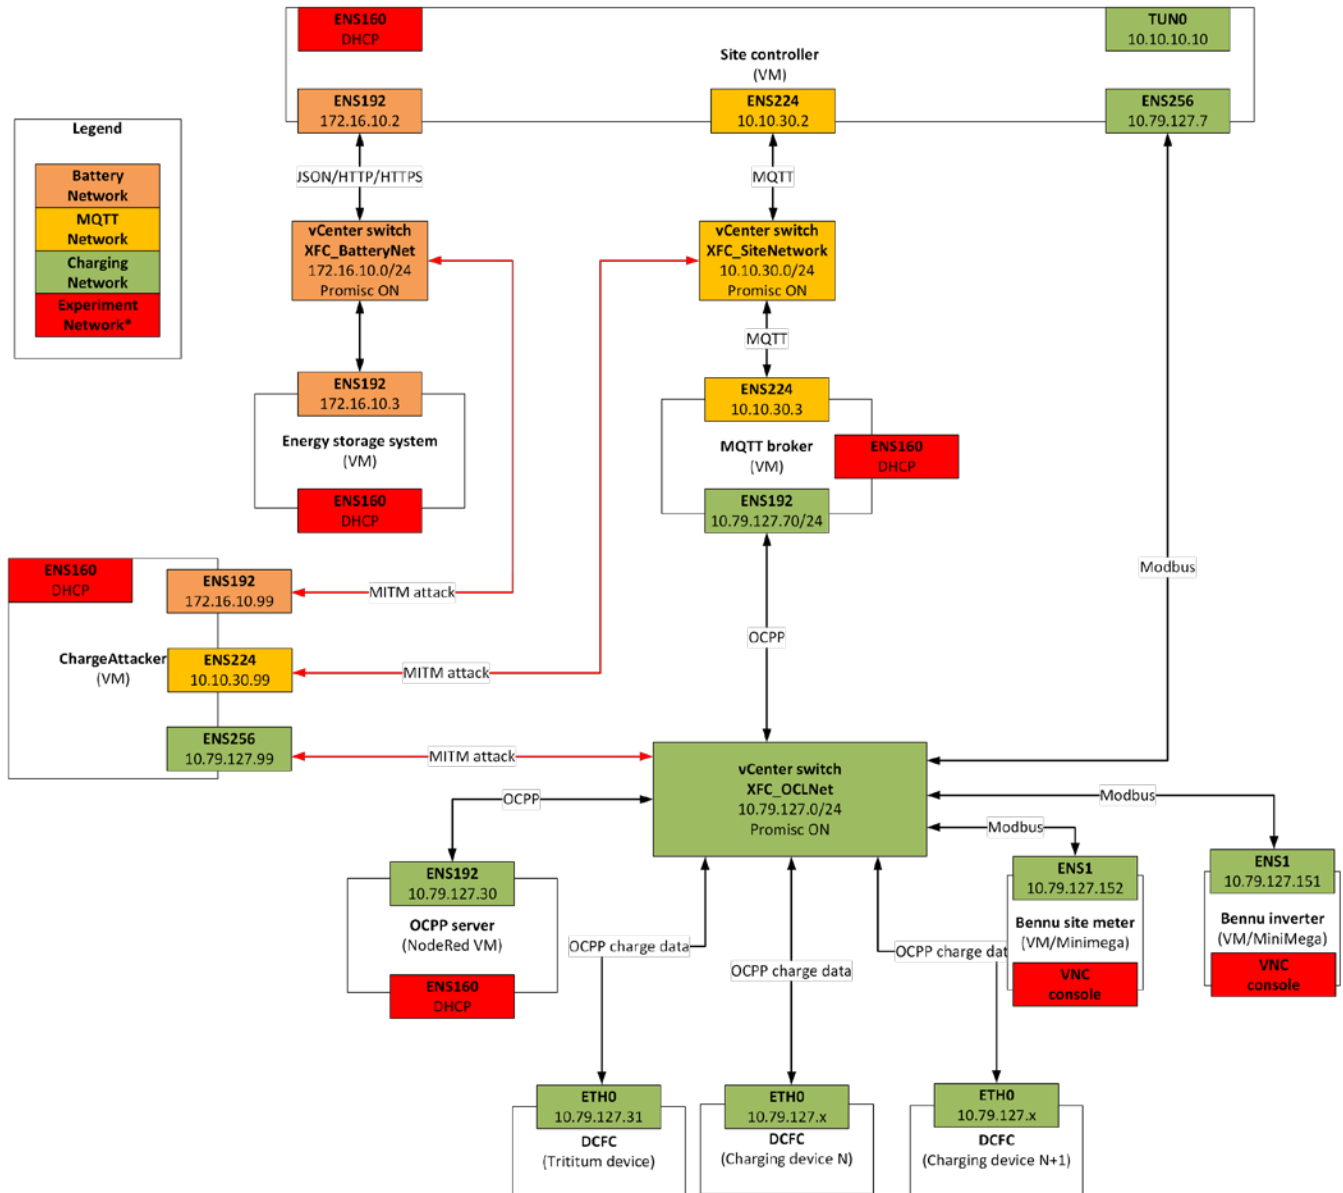 ENS160
DHCP
TUN0
10.10.10.10
Site controller
(VM)
ENS192
172.16.10.2
ENS224
10.10.30.2
ENS256
10.79.127.7
Legend
Battery
Network
MQTT
Network
Charging
Network
Experiment
Network*
JSON/HTTP/HTTPS
MQTT
vCenter switch
XFC_BatteryNet
172.16.10.0/24
Promisc ON
vCenter switch
XFC_SiteNetwork
10.10.30.0/24
Promisc ON
MQTT
ENS192
172.16.10.3
Energy storage system
(VM)
ENS160
DHCP
ENS224
10.10.30.3
MQTT broker
(VM)
ENS160
DHCP
ENS192
10.79.127.70/24
Modbus
ENS160
DHCP
ENS192
172.16.10.99
MITM attack
ChargeAttacker
(VM)
ENS224
10.10.30.99
MITM attack
OCPP
ENS256
10.79.127.99
MITM attack
vCenter switch
XFC_OCLNet
10.79.127.0/24
Promisc ON
OCPP
Modbus
Modbus
ENS192
10.79.127.30
OCPP server
(NodeRed VM)
ENS160
DHCP
ENS1
10.79.127.152
Bennu site meter
(VM/Minimega)
VNC
console
ENS1
10.79.127.151
Bennu inverter
(VM/MiniMega)
VNC
console
OCPP charge data
OCPP charge data
OCPP charge dat
ETH0
10.79.127.31
DCFC
(Trititum device)
ETH0
10.79.127.x
DCFC
(Charging device N)
ETH0
10.79.127.x
DCFC
(Charging device N+1)